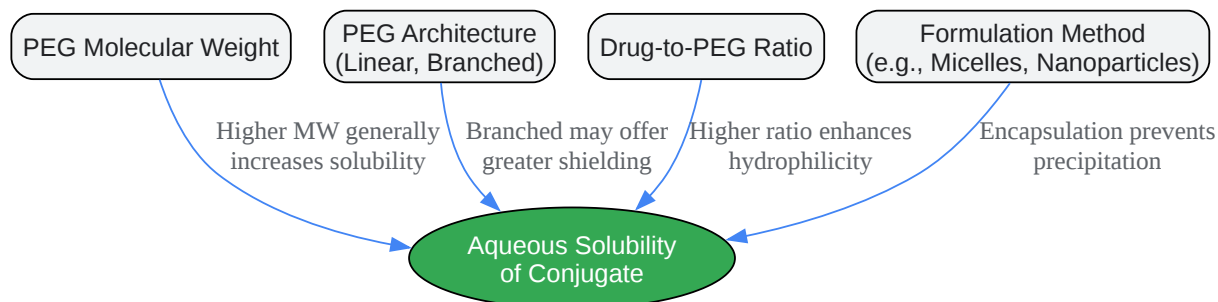 PEG Molecular Weight
PEG Architecture
(Linear, Branched)
Drug-to-PEG Ratio
Formulation Method
(e.g., Micelles, Nanoparticles)
Higher MW generally
increases solubility
Branched may offer
greater shielding
Higher ratio enhances
hydrophilicity
Encapsulation prevents
precipitation
Aqueous Solubility
of Conjugate